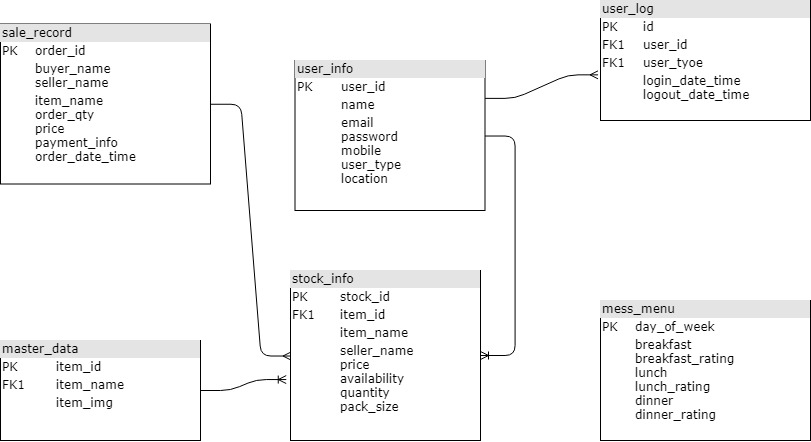 sale_record
PK order_id
buyer_name
seller_name
item_name
order_qty
price
payment_info
order_date_time
user_info
PK user_id
name
email
password
mobile
user_type
location
user_log
PK id
FK1 user_id
FK1 user_tyoe
login_date_time
logout_date_time
master_data
PK item_id
FK1 item_name
item_img
stock_info
PK stock_id
FK1 item_id
item_name
seller_name
price
availability
quantity
pack_size
mess_menu
PK day_of_week
breakfast
breakfast_rating
lunch
lunch_rating
dinner
dinner_rating